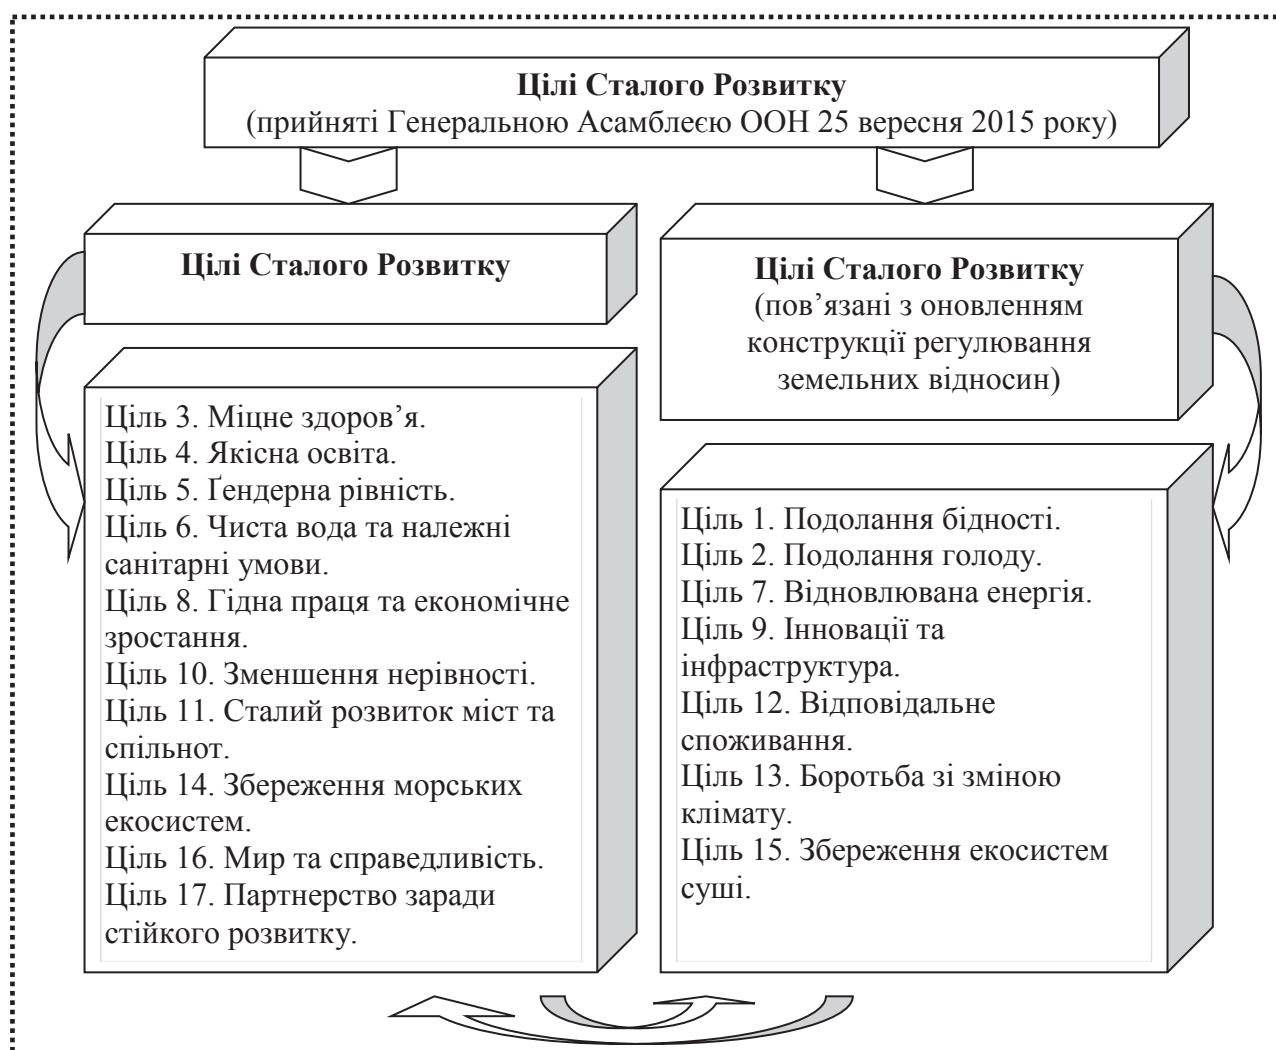 Цілі Сталого Розвитку
(прийняті Генеральною Асамблеєю ООН 25 вересня 2015 року)
Цілі Сталого Розвитку
Ціль 3. Міцне здоров’я.
Ціль 4. Якісна освіта.
Ціль 5. Ґендерна рівність.
Ціль 6. Чиста вода та належні
санітарні умови.
Ціль 8. Гідна праця та економічне
зростання.
Ціль 10. Зменшення нерівності.
Ціль 11. Сталий розвиток міст та
спільнот.
Ціль 14. Збереження морських
екосистем.
Ціль 16. Мир та справедливість.
Ціль 17. Партнерство заради
стійкого розвитку.
Цілі Сталого Розвитку
(пов’язані з оновленням
конструкції регулювання
земельних відносин)
Ціль 1. Подолання бідності.
Ціль 2. Подолання голоду.
Ціль 7. Відновлювана енергія.
Ціль 9. Інновації та
інфраструктура.
Ціль 12. Відповідальне
споживання.
Ціль 13. Боротьба зі зміною
клімату.
Ціль 15. Збереження екосистем
суші.